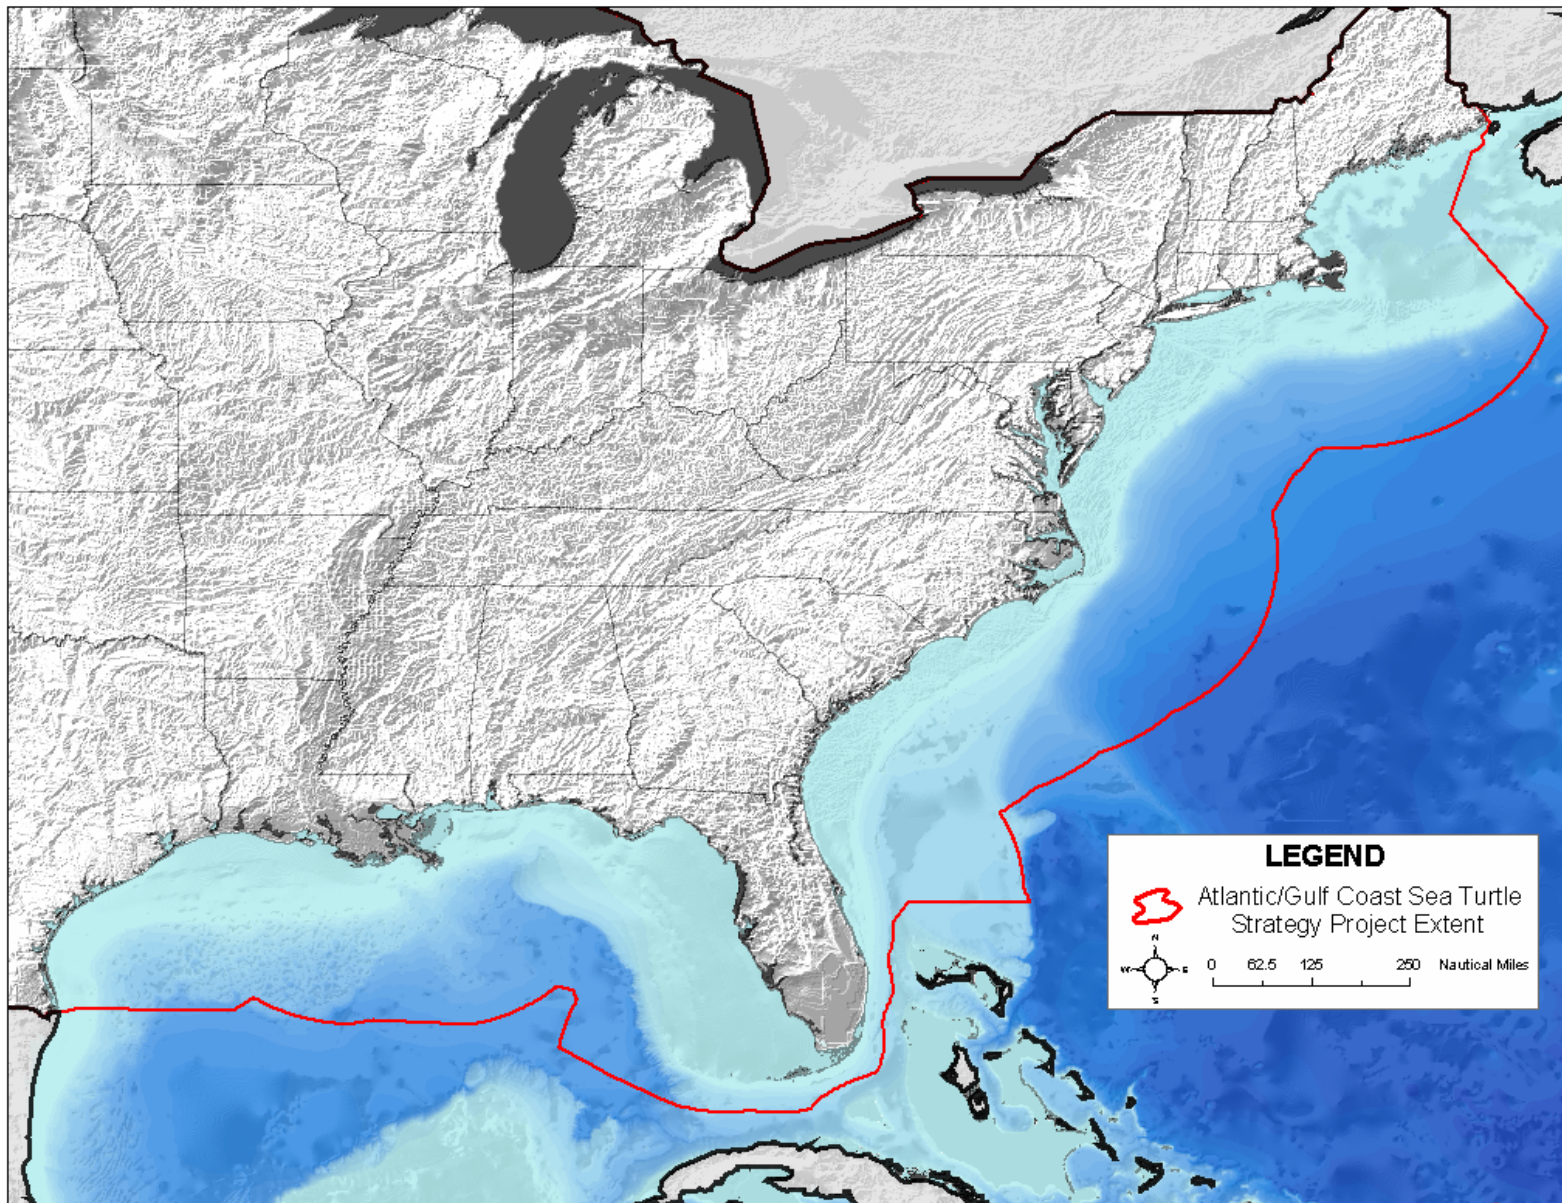 LEGEND
Atlantic/Gulf Coast Sea Turtle
Strategy Project Extent
N
W E
S
0 62.5 125 250 Nautical Miles